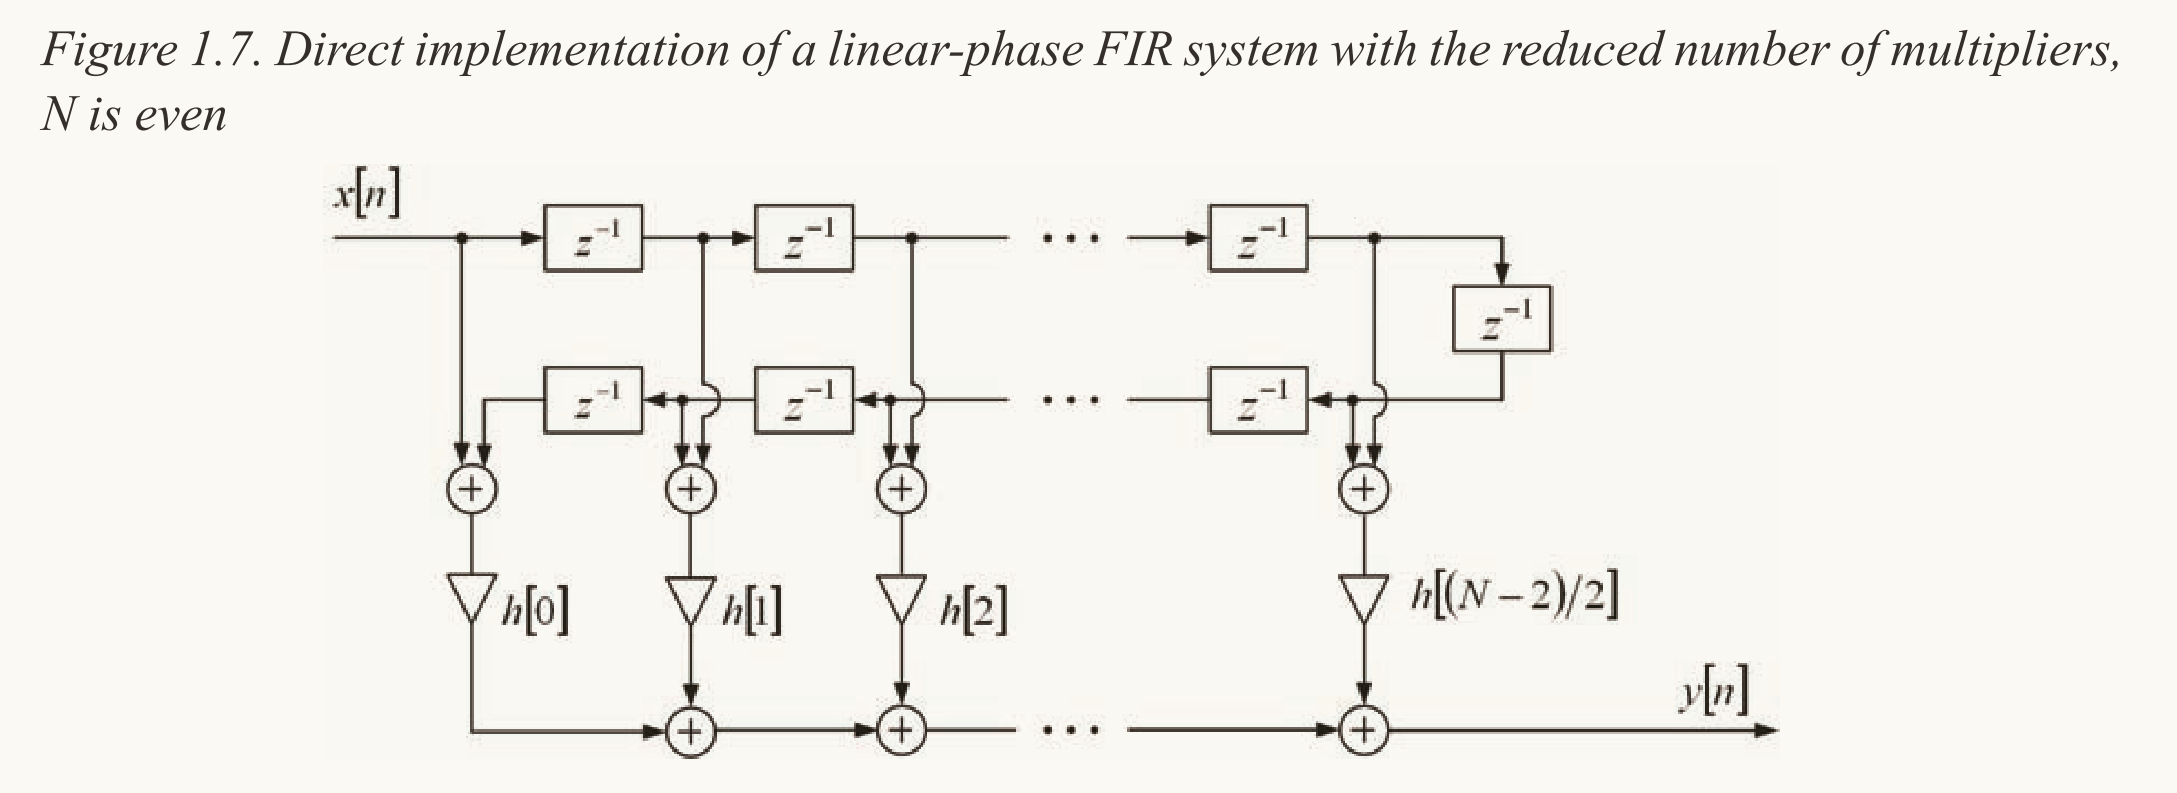 Figure 1.7. Direct implementation of a linear-phase FIR system with the reduced number of multipliers,
N is even
x[n]
z⁻¹ z⁻¹ ... z⁻¹
z⁻¹
z⁻¹ z⁻¹ ... z⁻¹
+ + + +
h[0] h[1] h[2] h[(N − 2)/2]
y[n]
+ + ... +